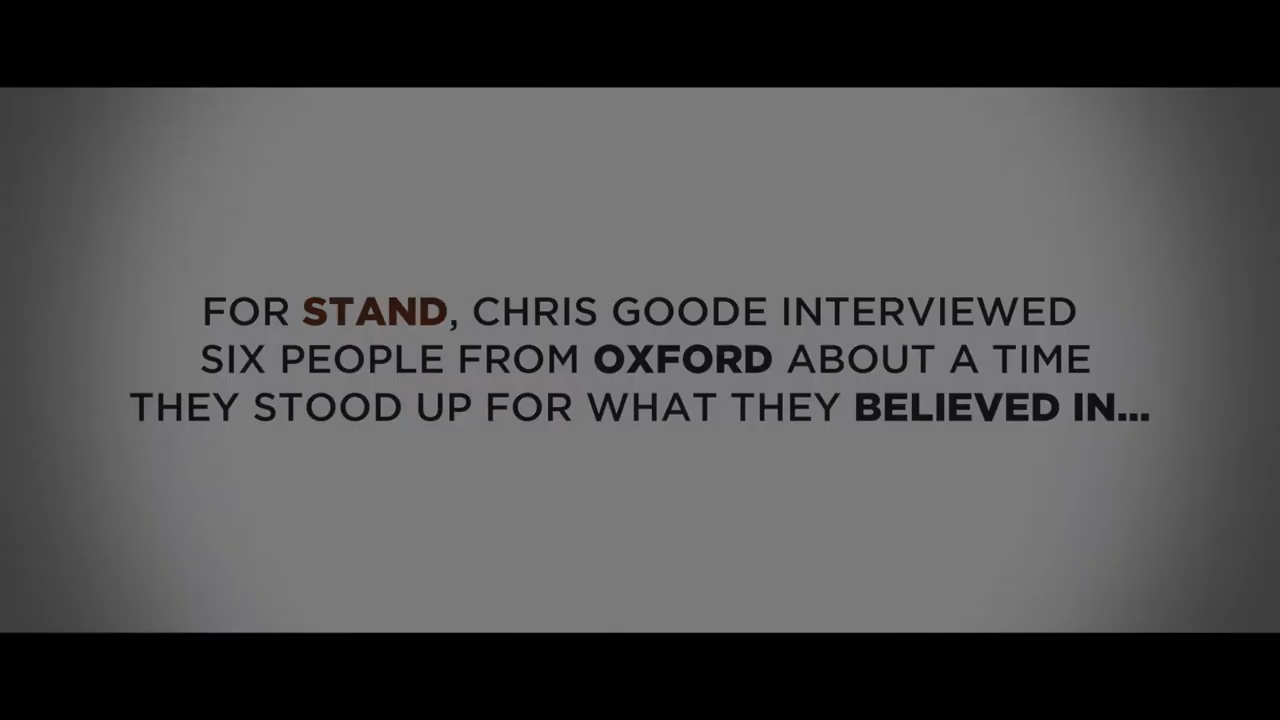 FOR STAND, CHRIS GOODE INTERVIEWED
SIX PEOPLE FROM OXFORD ABOUT A TIME
THEY STOOD UP FOR WHAT THEY BELIEVED IN...